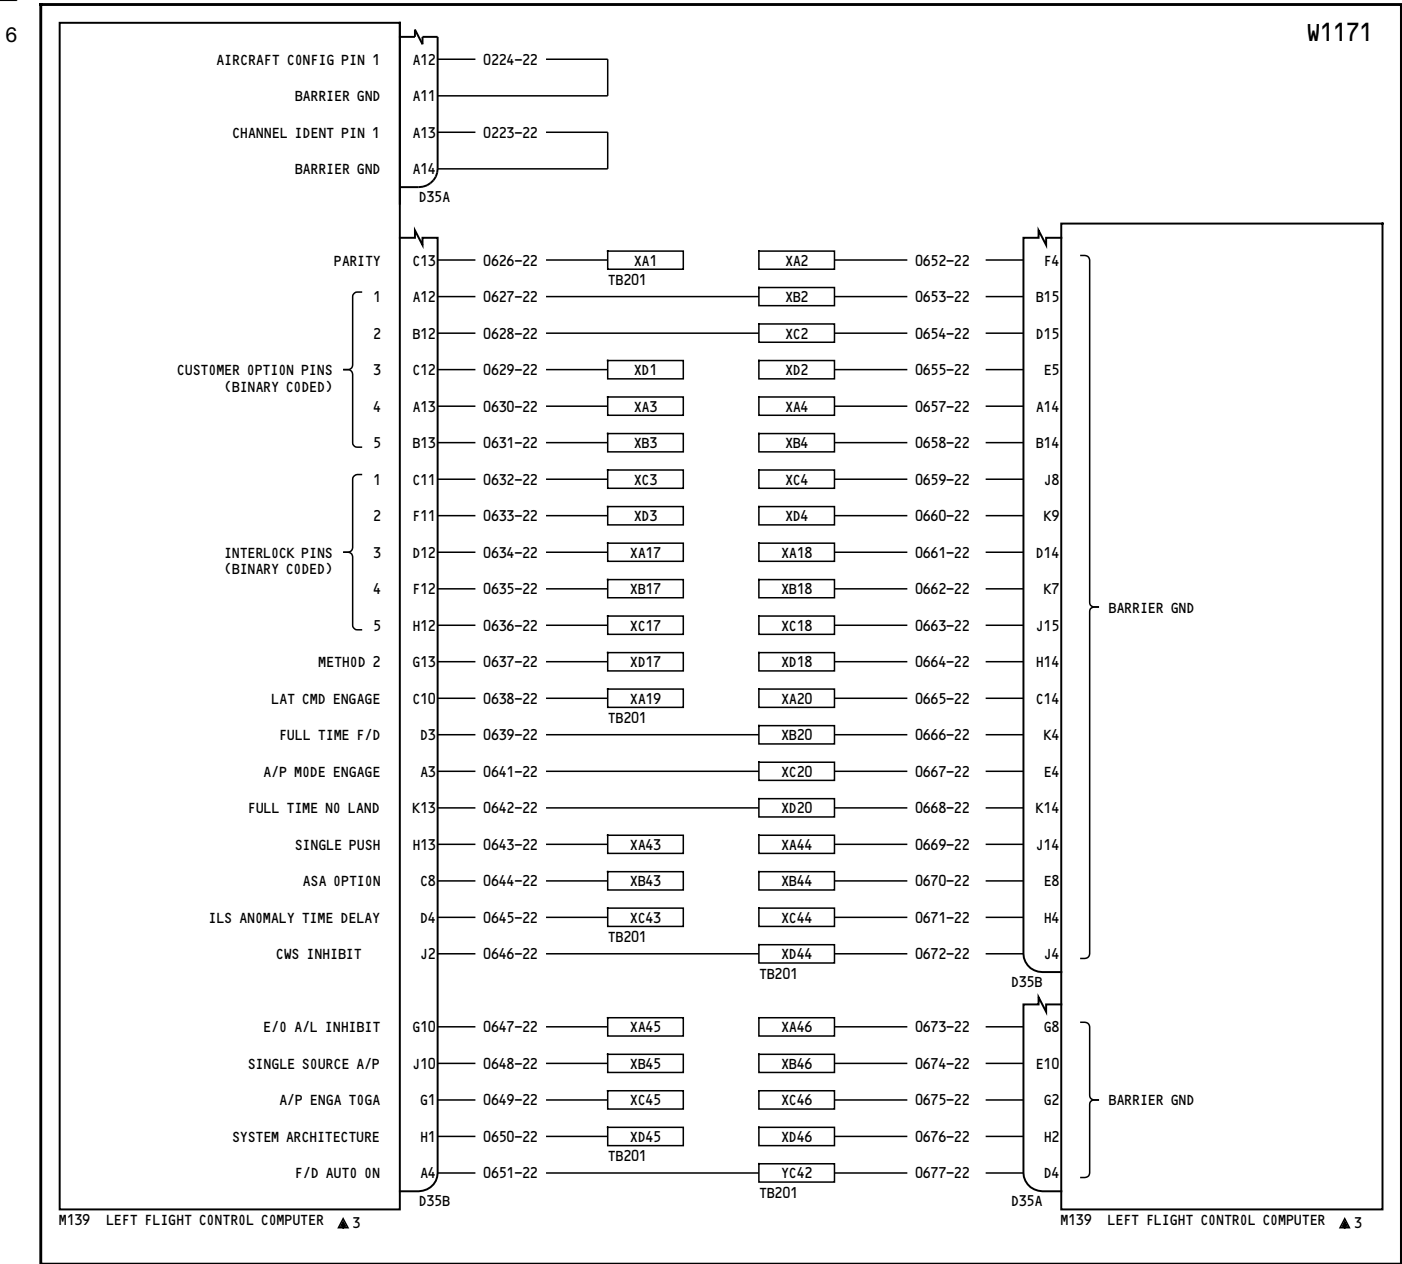 6
W1171
AIRCRAFT CONFIG PIN 1 A12 0224-22
BARRIER GND A11
CHANNEL IDENT PIN 1 A13 0223-22
BARRIER GND A14
D35A
PARITY C13 0626-22 XA1 XA2 0652-22 F4
TB201
1 A12 0627-22 XB2 0653-22 B15
2 B12 0628-22 XC2 0654-22 D15
CUSTOMER OPTION PINS 3 C12 0629-22 XD1 XD2 0655-22 E5
(BINARY CODED)
4 A13 0630-22 XA3 XA4 0657-22 A14
5 B13 0631-22 XB3 XB4 0658-22 B14
1 C11 0632-22 XC3 XC4 0659-22 J8
2 F11 0633-22 XD3 XD4 0660-22 K9
INTERLOCK PINS 3 D12 0634-22 XA17 XA18 0661-22 D14
(BINARY CODED)
4 F12 0635-22 XB17 XB18 0662-22 K7
BARRIER GND
5 H12 0636-22 XC17 XC18 0663-22 J15
METHOD 2 G13 0637-22 XD17 XD18 0664-22 H14
LAT CMD ENGAGE C10 0638-22 XA19 XA20 0665-22 C14
TB201
FULL TIME F/D D3 0639-22 XB20 0666-22 K4
A/P MODE ENGAGE A3 0641-22 XC20 0667-22 E4
FULL TIME NO LAND K13 0642-22 XD20 0668-22 K14
SINGLE PUSH H13 0643-22 XA43 XA44 0669-22 J14
ASA OPTION C8 0644-22 XB43 XB44 0670-22 E8
ILS ANOMALY TIME DELAY D4 0645-22 XC43 XC44 0671-22 H4
TB201
CWS INHIBIT J2 0646-22 XD44 0672-22 J4
TB201
D35B
E/O A/L INHIBIT G10 0647-22 XA45 XA46 0673-22 G8
SINGLE SOURCE A/P J10 0648-22 XB45 XB46 0674-22 E10
A/P ENGA TOGA G1 0649-22 XC45 XC46 0675-22 G2 BARRIER GND
SYSTEM ARCHITECTURE H1 0650-22 XD45 XD46 0676-22 H2
TB201
F/D AUTO ON A4 0651-22 YC42 0677-22 D4
TB201
D35B D35A
M139 LEFT FLIGHT CONTROL COMPUTER ▲ 3 M139 LEFT FLIGHT CONTROL COMPUTER ▲ 3